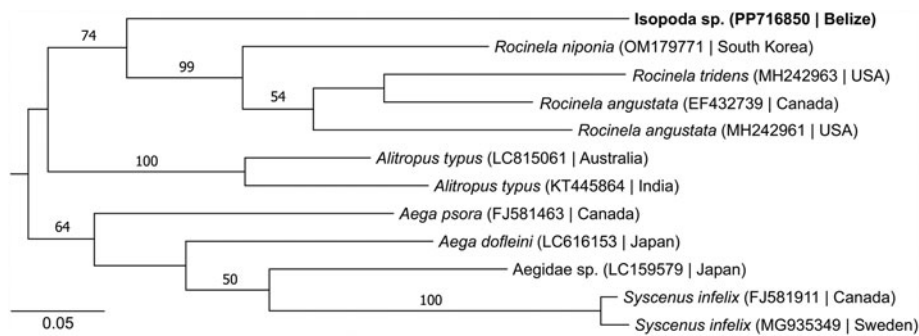 74
Isopoda sp. (PP716850 | Belize)
99
Rocinela niponia (OM179771 | South Korea)
54
Rocinela tridens (MH242963 | USA)
Rocinela angustata (EF432739 | Canada)
Rocinela angustata (MH242961 | USA)
100
Alitropus typus (LC815061 | Australia)
Alitropus typus (KT445864 | India)
64
Aega psora (FJ581463 | Canada)
Aega dofleini (LC616153 | Japan)
50
Aegidae sp. (LC159579 | Japan)
100
Syscenus infelix (FJ581911 | Canada)
Syscenus infelix (MG935349 | Sweden)
0.05